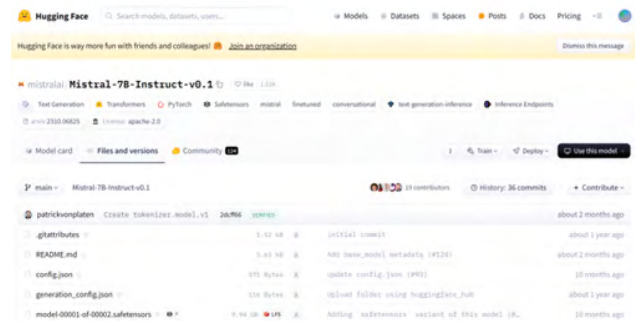 Hugging Face Search models, datasets, users... Models Datasets Spaces Posts Docs Pricing
Hugging Face is way more fun with friends and colleagues! Join an organization Dismiss this message
mistralai Mistral-7B-Instruct-v0.1 like
Text Generation Transformers PyTorch Safetensors mistral finetuned conversational text-generation-inference Inference Endpoints
arxiv: 2310.06825 License: apache-2.0
Model card Files and versions Community Train Deploy Use this model
main Mistral-7B-Instruct-v0.1 19 contributors History: 36 commits + Contribute
patrickvonplaten Create tokenizer.model.v1 2dcff66 VERIFIED about 2 months ago
.gitattributes 1.52 kB initial commit about 1 year ago
README.md Add base_model metadata (#120) about 2 months ago
config.json 571 Bytes Update config.json (#93) 10 months ago
generation_config.json 116 Bytes Upload folder using huggingface_hub about 1 year ago
model-00001-of-00002.safetensors 9.94 GB LFS Adding `safetensors` variant of this model 10 months ago